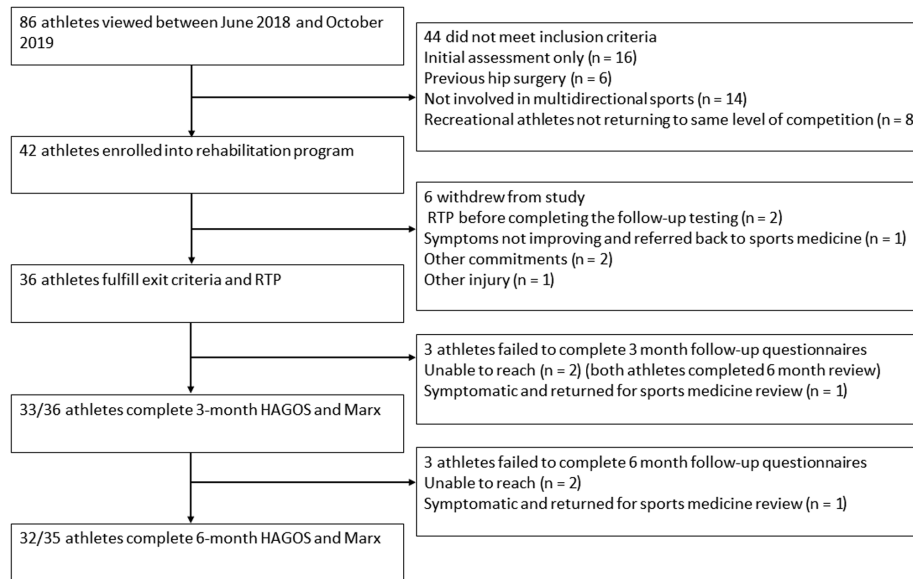 86 athletes viewed between June 2018 and October
2019
44 did not meet inclusion criteria
Initial assessment only (n = 16)
Previous hip surgery (n = 6)
Not involved in multidirectional sports (n = 14)
Recreational athletes not returning to same level of competition (n = 8
42 athletes enrolled into rehabilitation program
6 withdrew from study
RTP before completing the follow-up testing (n = 2)
Symptoms not improving and referred back to sports medicine (n = 1)
Other commitments (n = 2)
Other injury (n = 1)
36 athletes fulfill exit criteria and RTP
3 athletes failed to complete 3 month follow-up questionnaires
Unable to reach (n = 2) (both athletes completed 6 month review)
Symptomatic and returned for sports medicine review (n = 1)
33/36 athletes complete 3-month HAGOS and Marx
3 athletes failed to complete 6 month follow-up questionnaires
Unable to reach (n = 2)
Symptomatic and returned for sports medicine review (n = 1)
32/35 athletes complete 6-month HAGOS and Marx